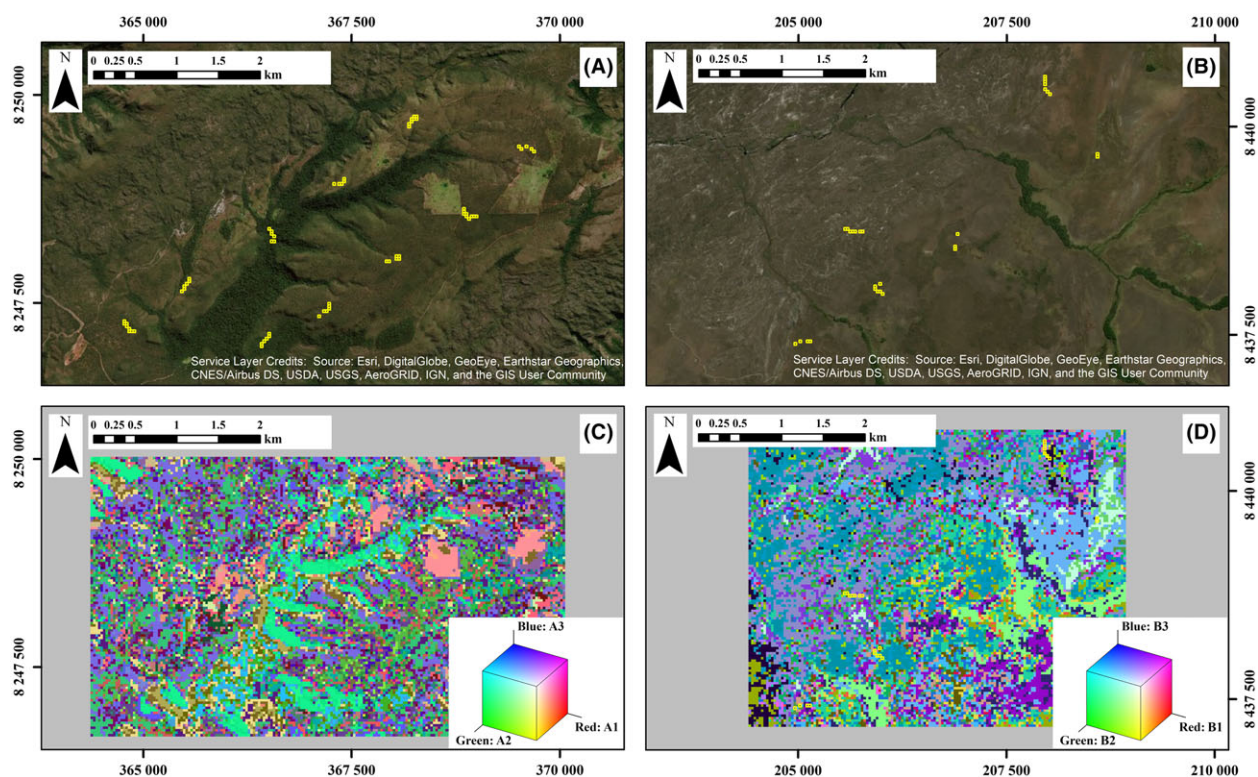 365 000 367 500 370 000 205 000 207 500 210 000
N 0 0.25 0.5 1 1.5 2 km (A)
N 0 0.25 0.5 1 1.5 2 km (B)
8 250 000
8 247 500
8 440 000
8 437 500
Service Layer Credits: Source: Esri, DigitalGlobe, GeoEye, Earthstar Geographics,
CNES/Airbus DS, USDA, USGS, AeroGRID, IGN, and the GIS User Community
Service Layer Credits: Source: Esri, DigitalGlobe, GeoEye, Earthstar Geographics,
CNES/Airbus DS, USDA, USGS, AeroGRID, IGN, and the GIS User Community
N 0 0.25 0.5 1 1.5 2 km (C)
N 0 0.25 0.5 1 1.5 2 km (D)
8 250 000
8 247 500
8 440 000
8 437 500
Blue: A3
Green: A2
Red: A1
Blue: B3
Green: B2
Red: B1
365 000 367 500 370 000 205 000 207 500 210 000